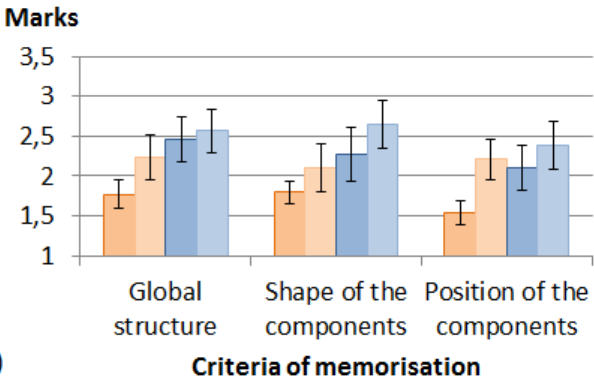 Marks
3,5
3
2,5
2
1,5
1
Global structure
Shape of the components
Position of the components
)
Criteria of memorisation